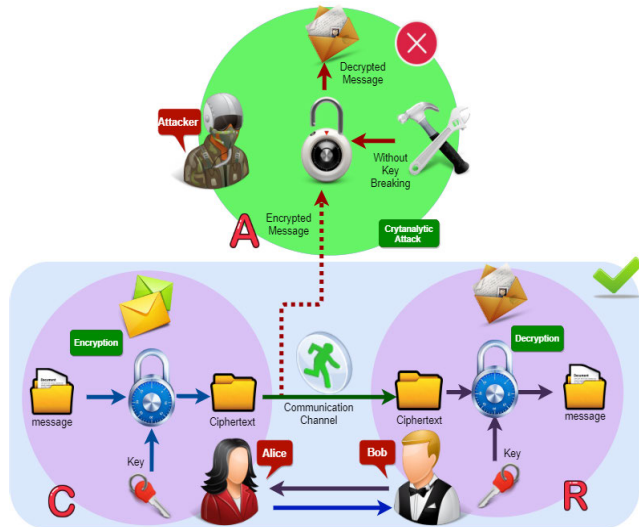 Decrypted
Message
Attacker
Without
Key
Breaking
A
Encrypted
Message
Crytanalytic
Attack
Encryption
Decryption
message
Ciphertext
Communication
Channel
Ciphertext
message
Key
Alice
Bob
Key
C
R